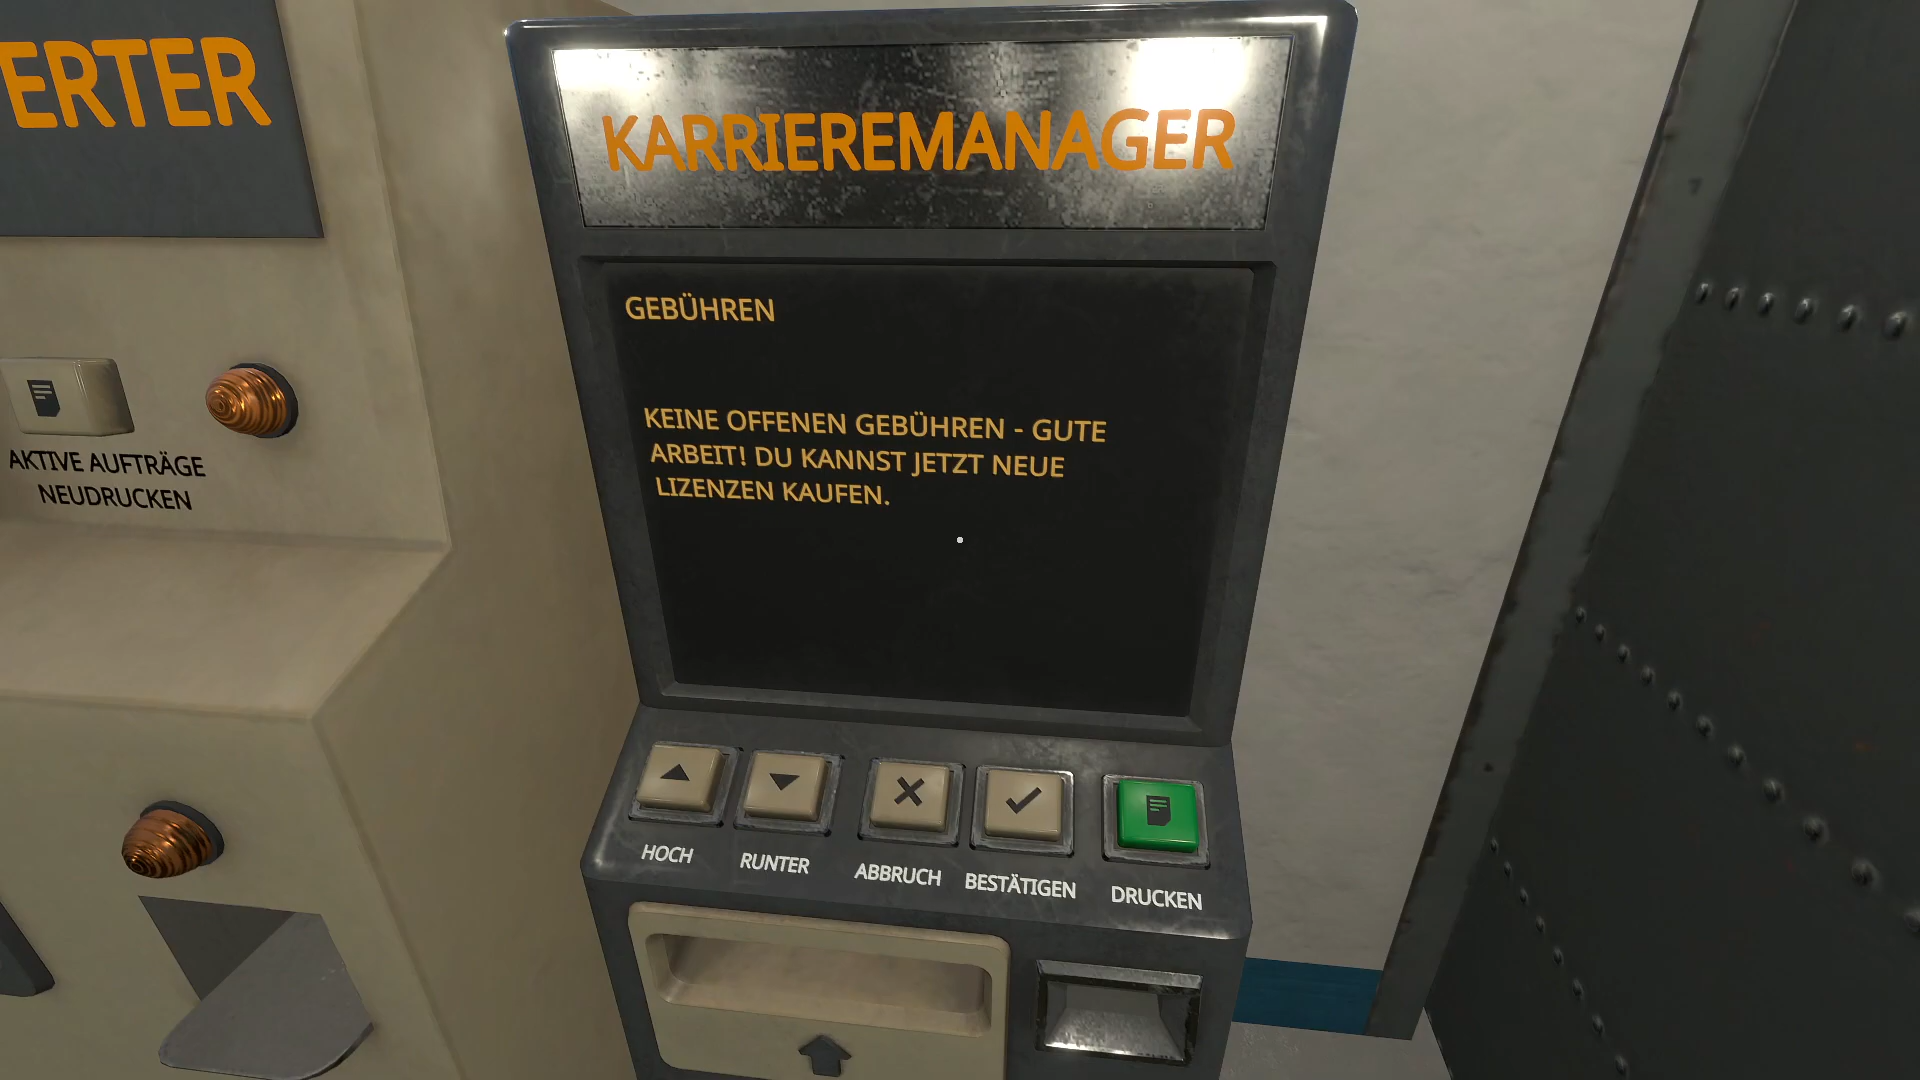 ERTER
KARRIEREMANAGER
GEBÜHREN
KEINE OFFENEN GEBÜHREN - GUTE
ARBEIT! DU KANNST JETZT NEUE
LIZENZEN KAUFEN.
AKTIVE AUFTRÄGE
NEUDRUCKEN
HOCH
RUNTER
ABBRUCH
BESTÄTIGEN
DRUCKEN